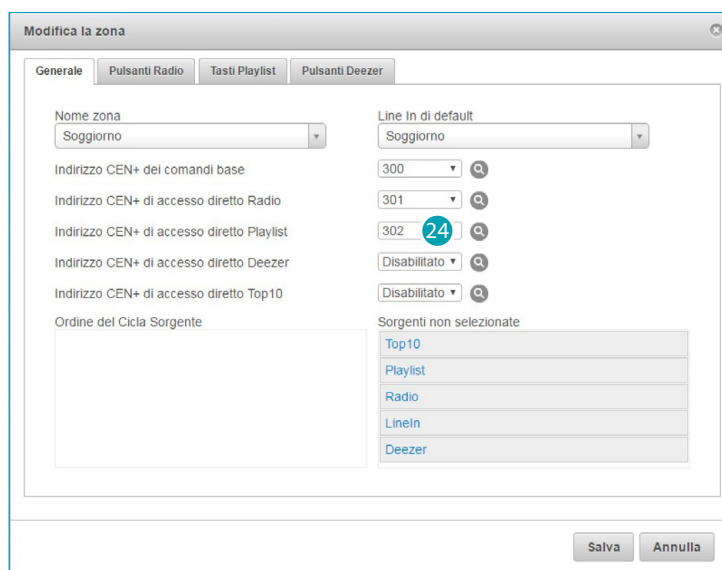 Modifica la zona
Generale Pulsanti Radio Tasti Playlist Pulsanti Deezer
Nome zona Line In di default
Soggiorno Soggiorno
Indirizzo CEN+ dei comandi base 300
Indirizzo CEN+ di accesso diretto Radio 301
Indirizzo CEN+ di accesso diretto Playlist 302 24
Indirizzo CEN+ di accesso diretto Deezer Disabilitato
Indirizzo CEN+ di accesso diretto Top10 Disabilitato
Ordine del Cicla Sorgente Sorgenti non selezionate
Top10
Playlist
Radio
LineIn
Deezer
Salva Annulla